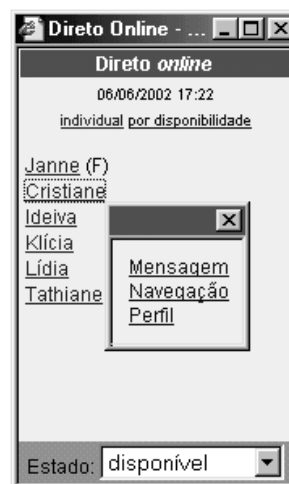 Direto Online - ...
Direto online
06/06/2002 17:22
individual por disponibilidade
Janne (F)
Cristiane
Ideiva
Klícia
Lídia
Tathiane
Mensagem
Navegação
Perfil
Estado: disponível